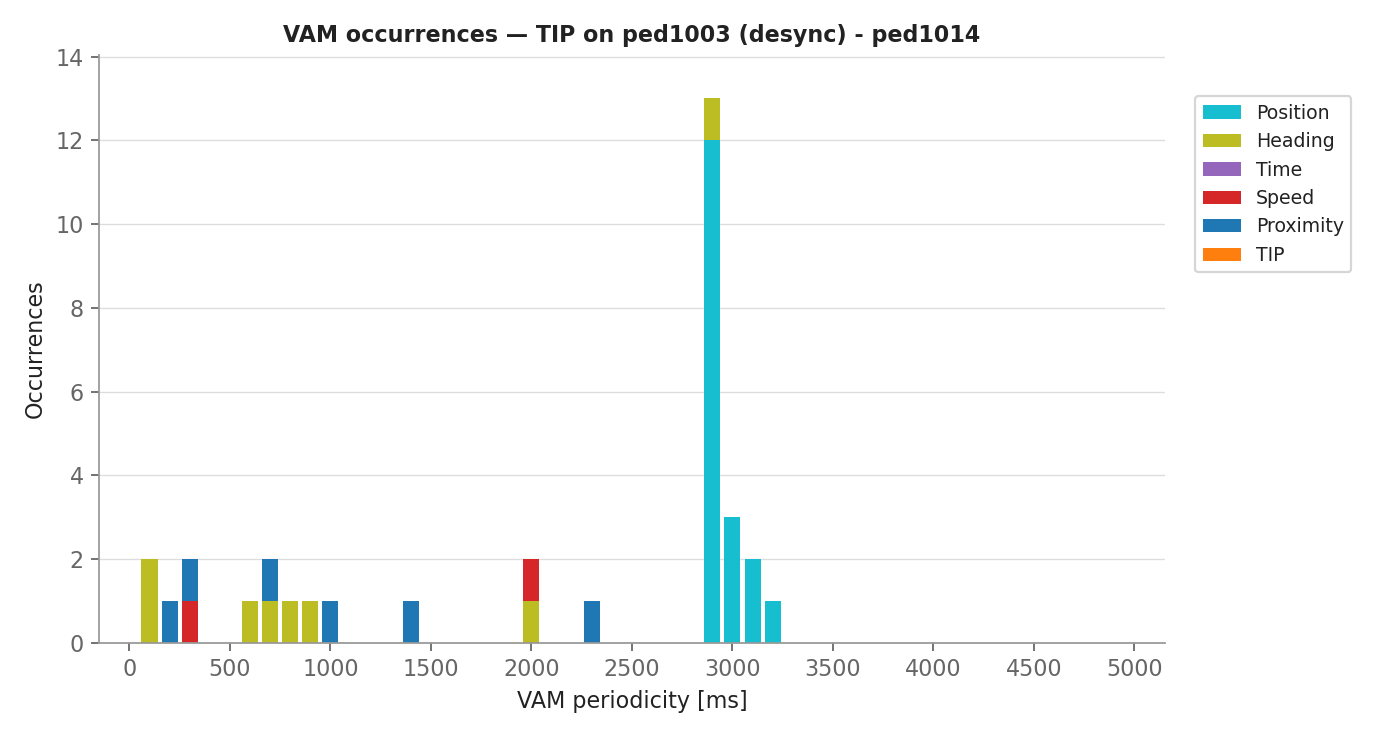 VAM occurrences — TIP on ped1003 (desync) - ped1014
14
12
10
8
6
4
2
0
Occurrences
0 500 1000 1500 2000 2500 3000 3500 4000 4500 5000
VAM periodicity [ms]
Position
Heading
Time
Speed
Proximity
TIP